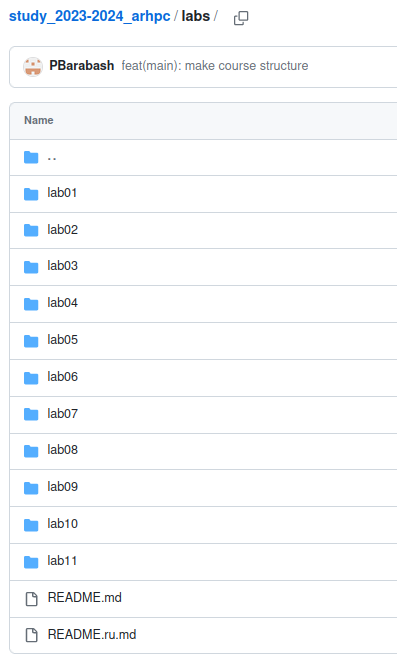 study_2023-2024_arhpc / labs /
PBarabash feat(main): make course structure
Name
..
lab01
lab02
lab03
lab04
lab05
lab06
lab07
lab08
lab09
lab10
lab11
README.md
README.ru.md